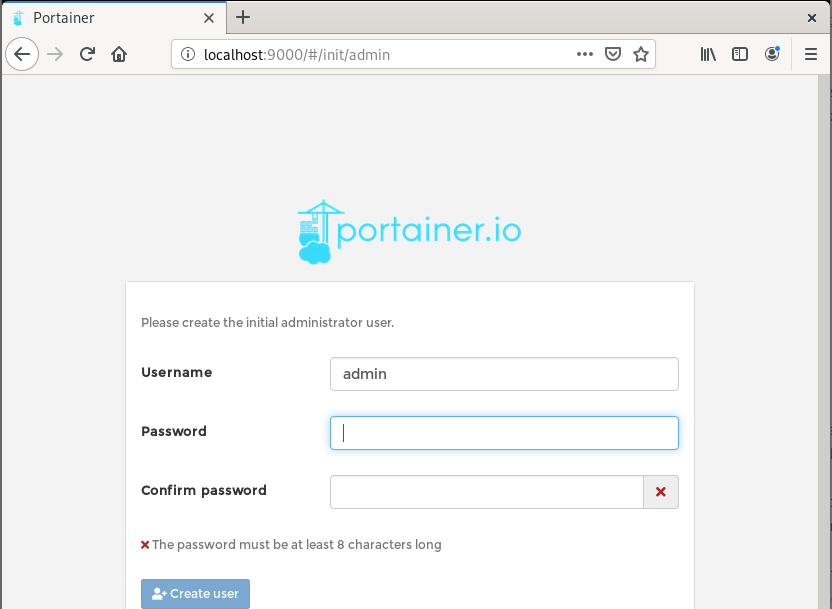 Portainer
localhost:9000/#/init/admin
portainer.io
Please create the initial administrator user.
Username
admin
Password
Confirm password
The password must be at least 8 characters long
Create user